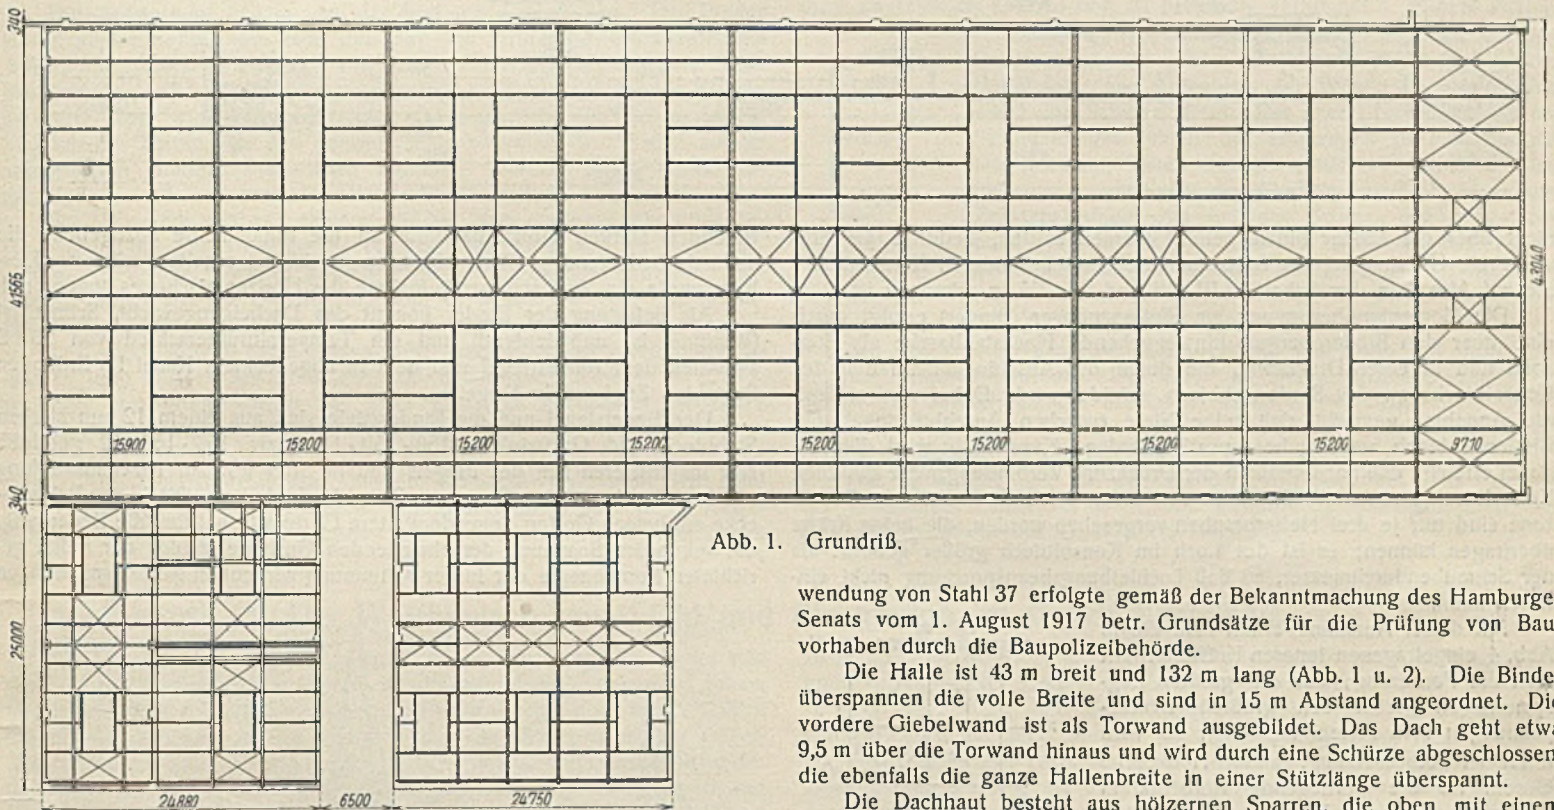 340
41565
43040
15900 15200 15200 15200 15200 15200 15200 15200 9710
340
25000
24880 6500 24750
Abb. 1. Grundriß.
wendung von Stahl 37 erfolgte gemäß der Bekanntmachung des Hamburge
Senats vom 1. August 1917 betr. Grundsätze für die Prüfung von Bau
vorhaben durch die Baupolizeibehörde.
Die Halle ist 43 m breit und 132 m lang (Abb. 1 u. 2). Die Binde
überspannen die volle Breite und sind in 15 m Abstand angeordnet. Die
vordere Giebelwand ist als Torwand ausgebildet. Das Dach geht etwa
9,5 m über die Torwand hinaus und wird durch eine Schürze abgeschlossen
die ebenfalls die ganze Hallenbreite in einer Stützlänge überspannt.
Die Dachhaut besteht aus hölzernen Sparren, die oben mit einer